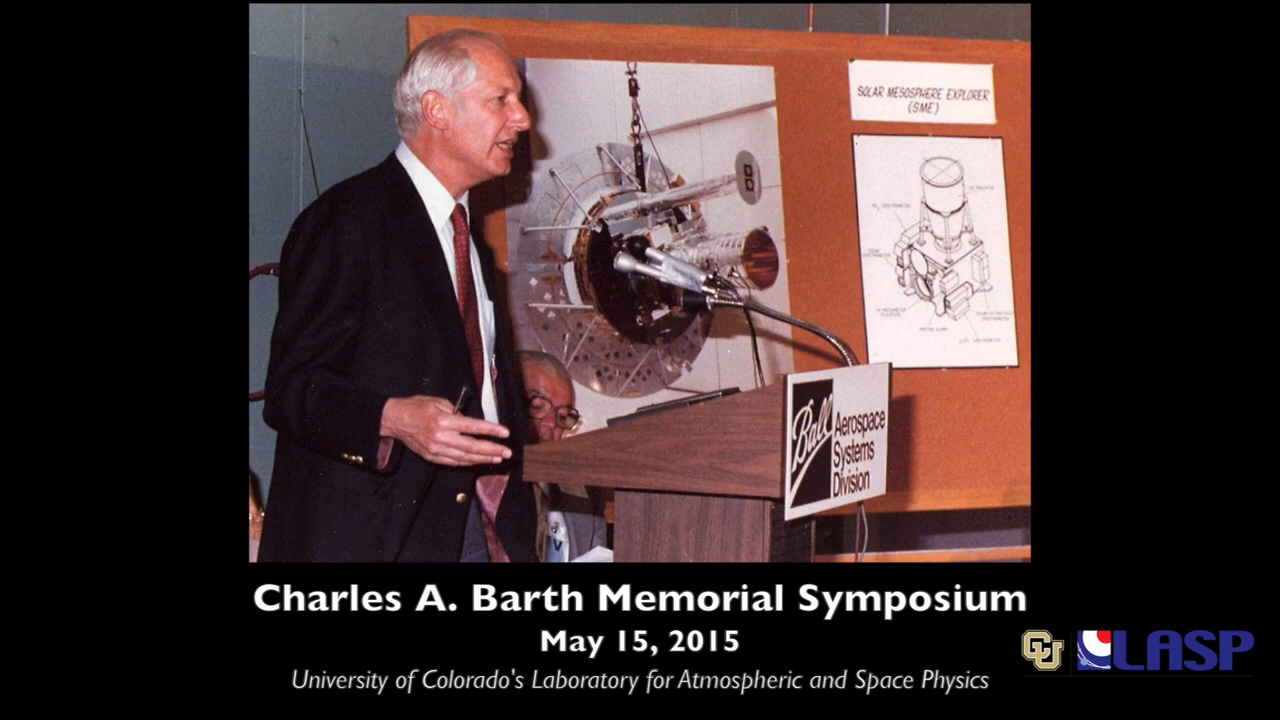 SOLAR MESOSPHERE EXPLORER
(SME)
Ball
Aerospace
Systems
Division
Charles A. Barth Memorial Symposium
May 15, 2015
University of Colorado's Laboratory for Atmospheric and Space Physics
CU
LASP